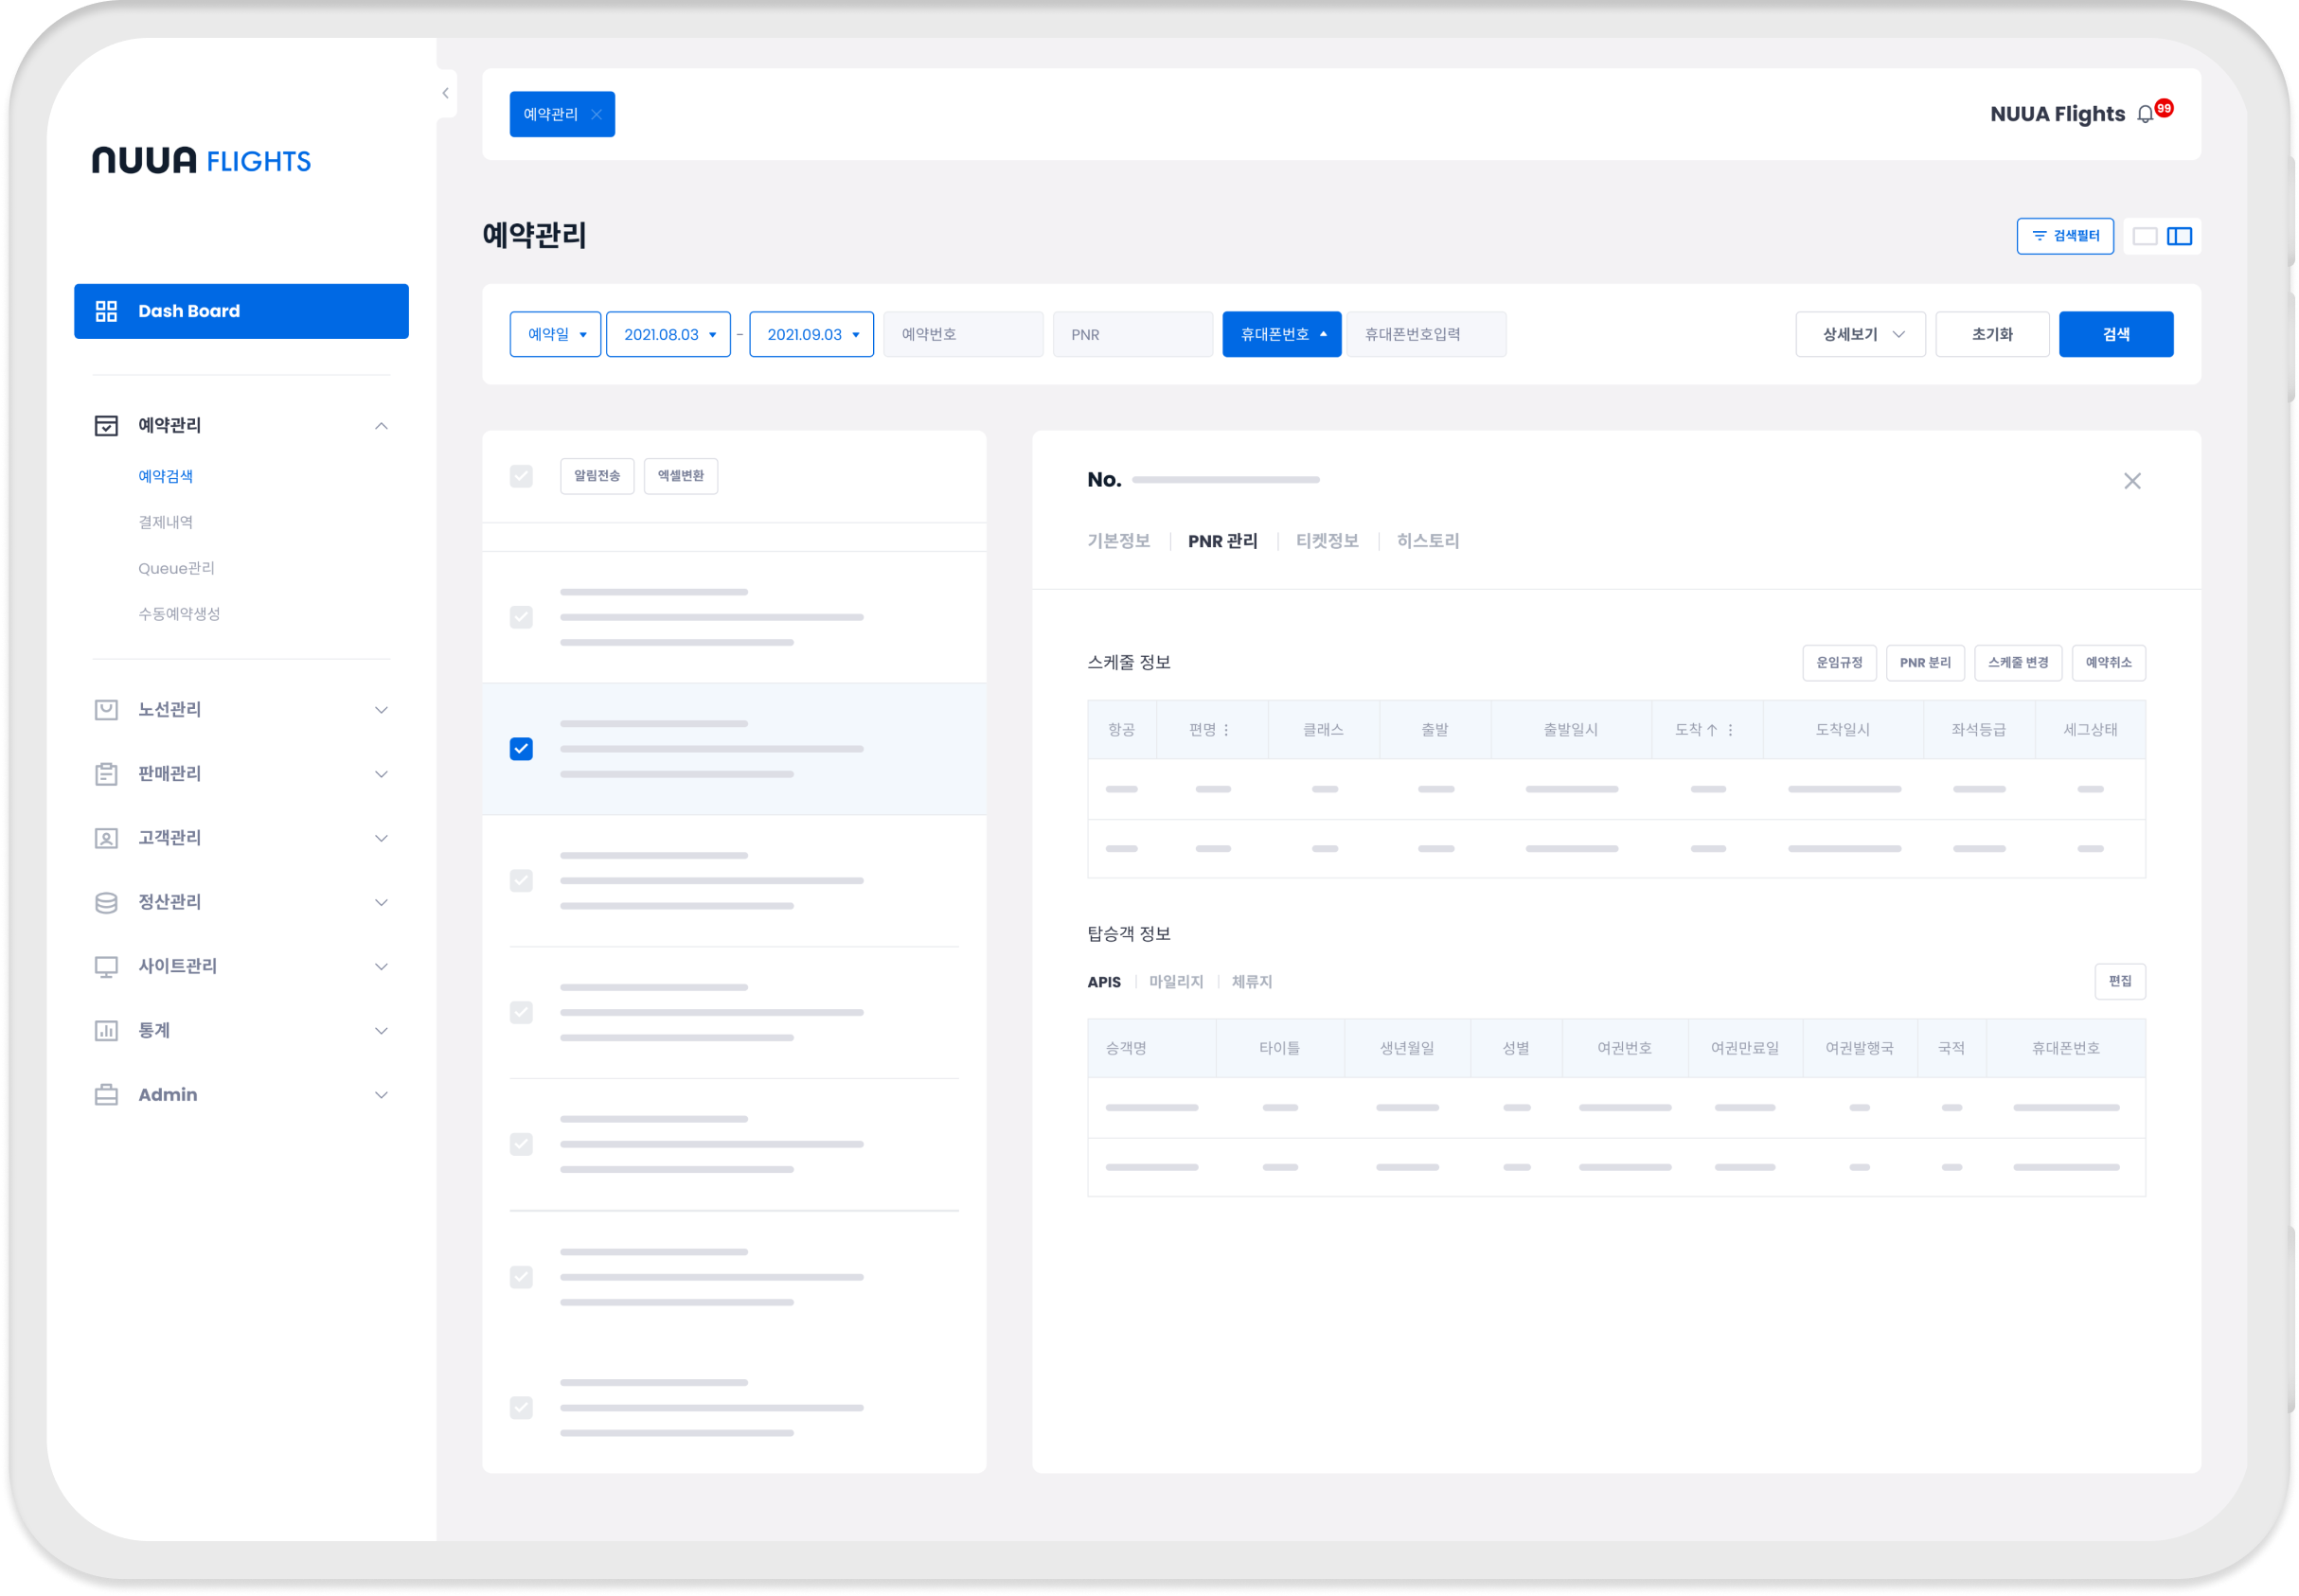 NUUA FLIGHTS
Dash Board
예약관리
예약검색
결제내역
Queue관리
수동예약생성
노선관리
판매관리
고객관리
정산관리
사이트관리
통계
Admin
예약관리
NUUA Flights 99
예약관리
검색필터
예약일 2021.08.03 - 2021.09.03 예약번호 PNR 휴대폰번호 휴대폰번호입력 상세보기 초기화 검색
알림전송 엑셀변환
No.
기본정보 PNR 관리 티켓정보 히스토리
스케줄 정보 운임규정 PNR 분리 스케줄 변경 예약취소
항공 편명 클래스 출발 출발일시 도착 도착일시 좌석등급 세그상태
탑승객 정보
APIS 마일리지 체류지 편집
승객명 타이틀 생년월일 성별 여권번호 여권만료일 여권발행국 국적 휴대폰번호